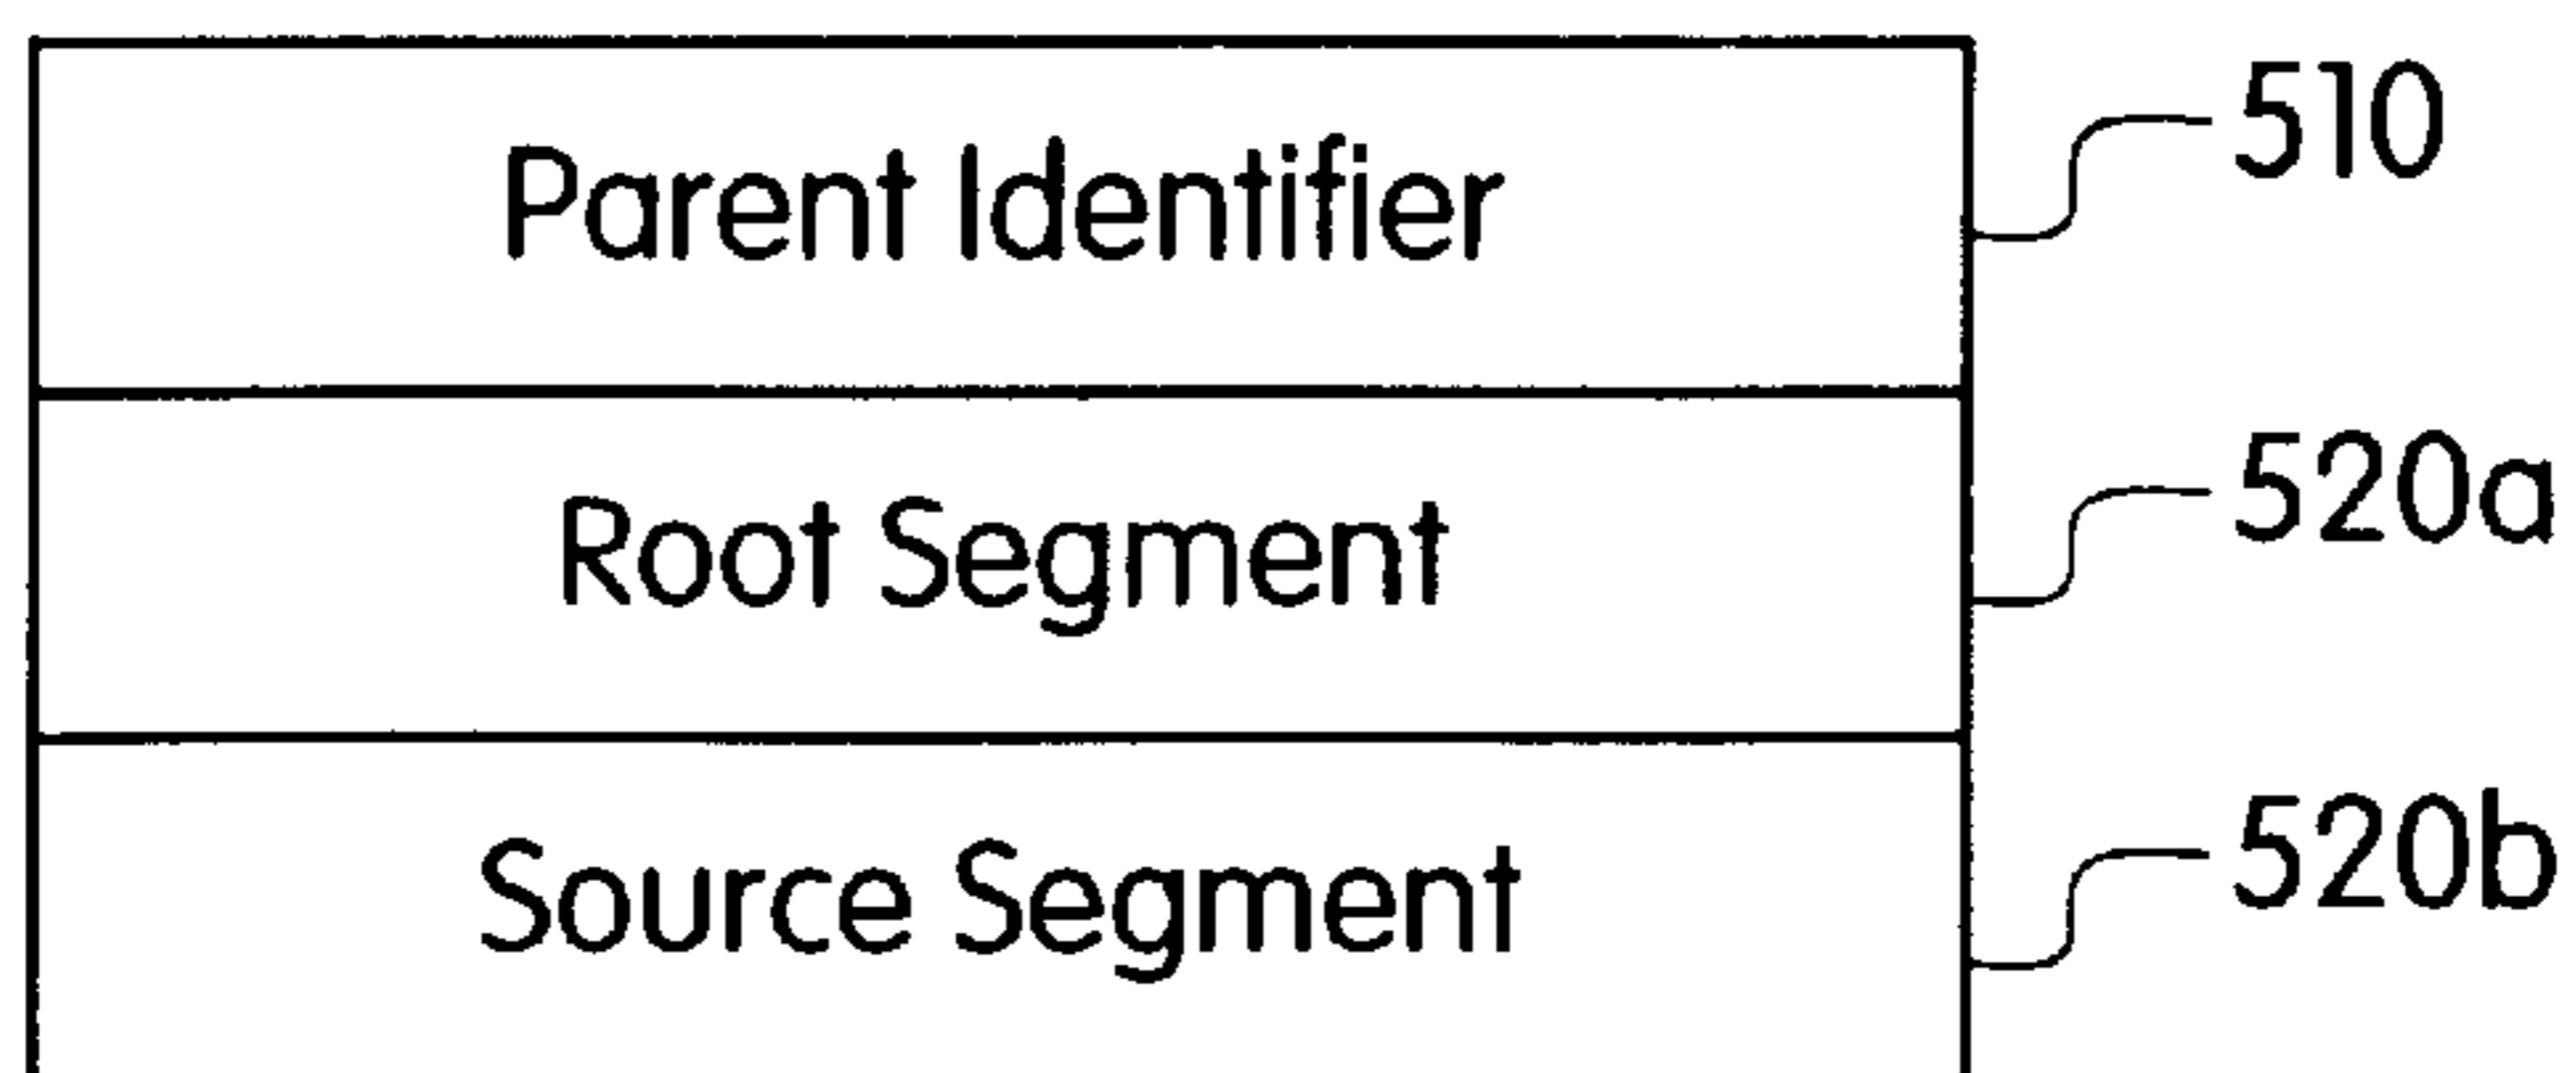 Parent Identifier 510
Root Segment 520a
Source Segment 520b